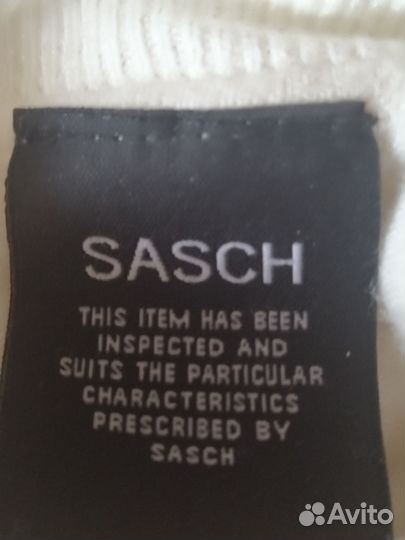 SASCH
THIS ITEM HAS BEEN
INSPECTED AND
SUITS THE PARTICULAR
CHARACTERISTICS
PRESCRIBED BY
SASCH
Avito